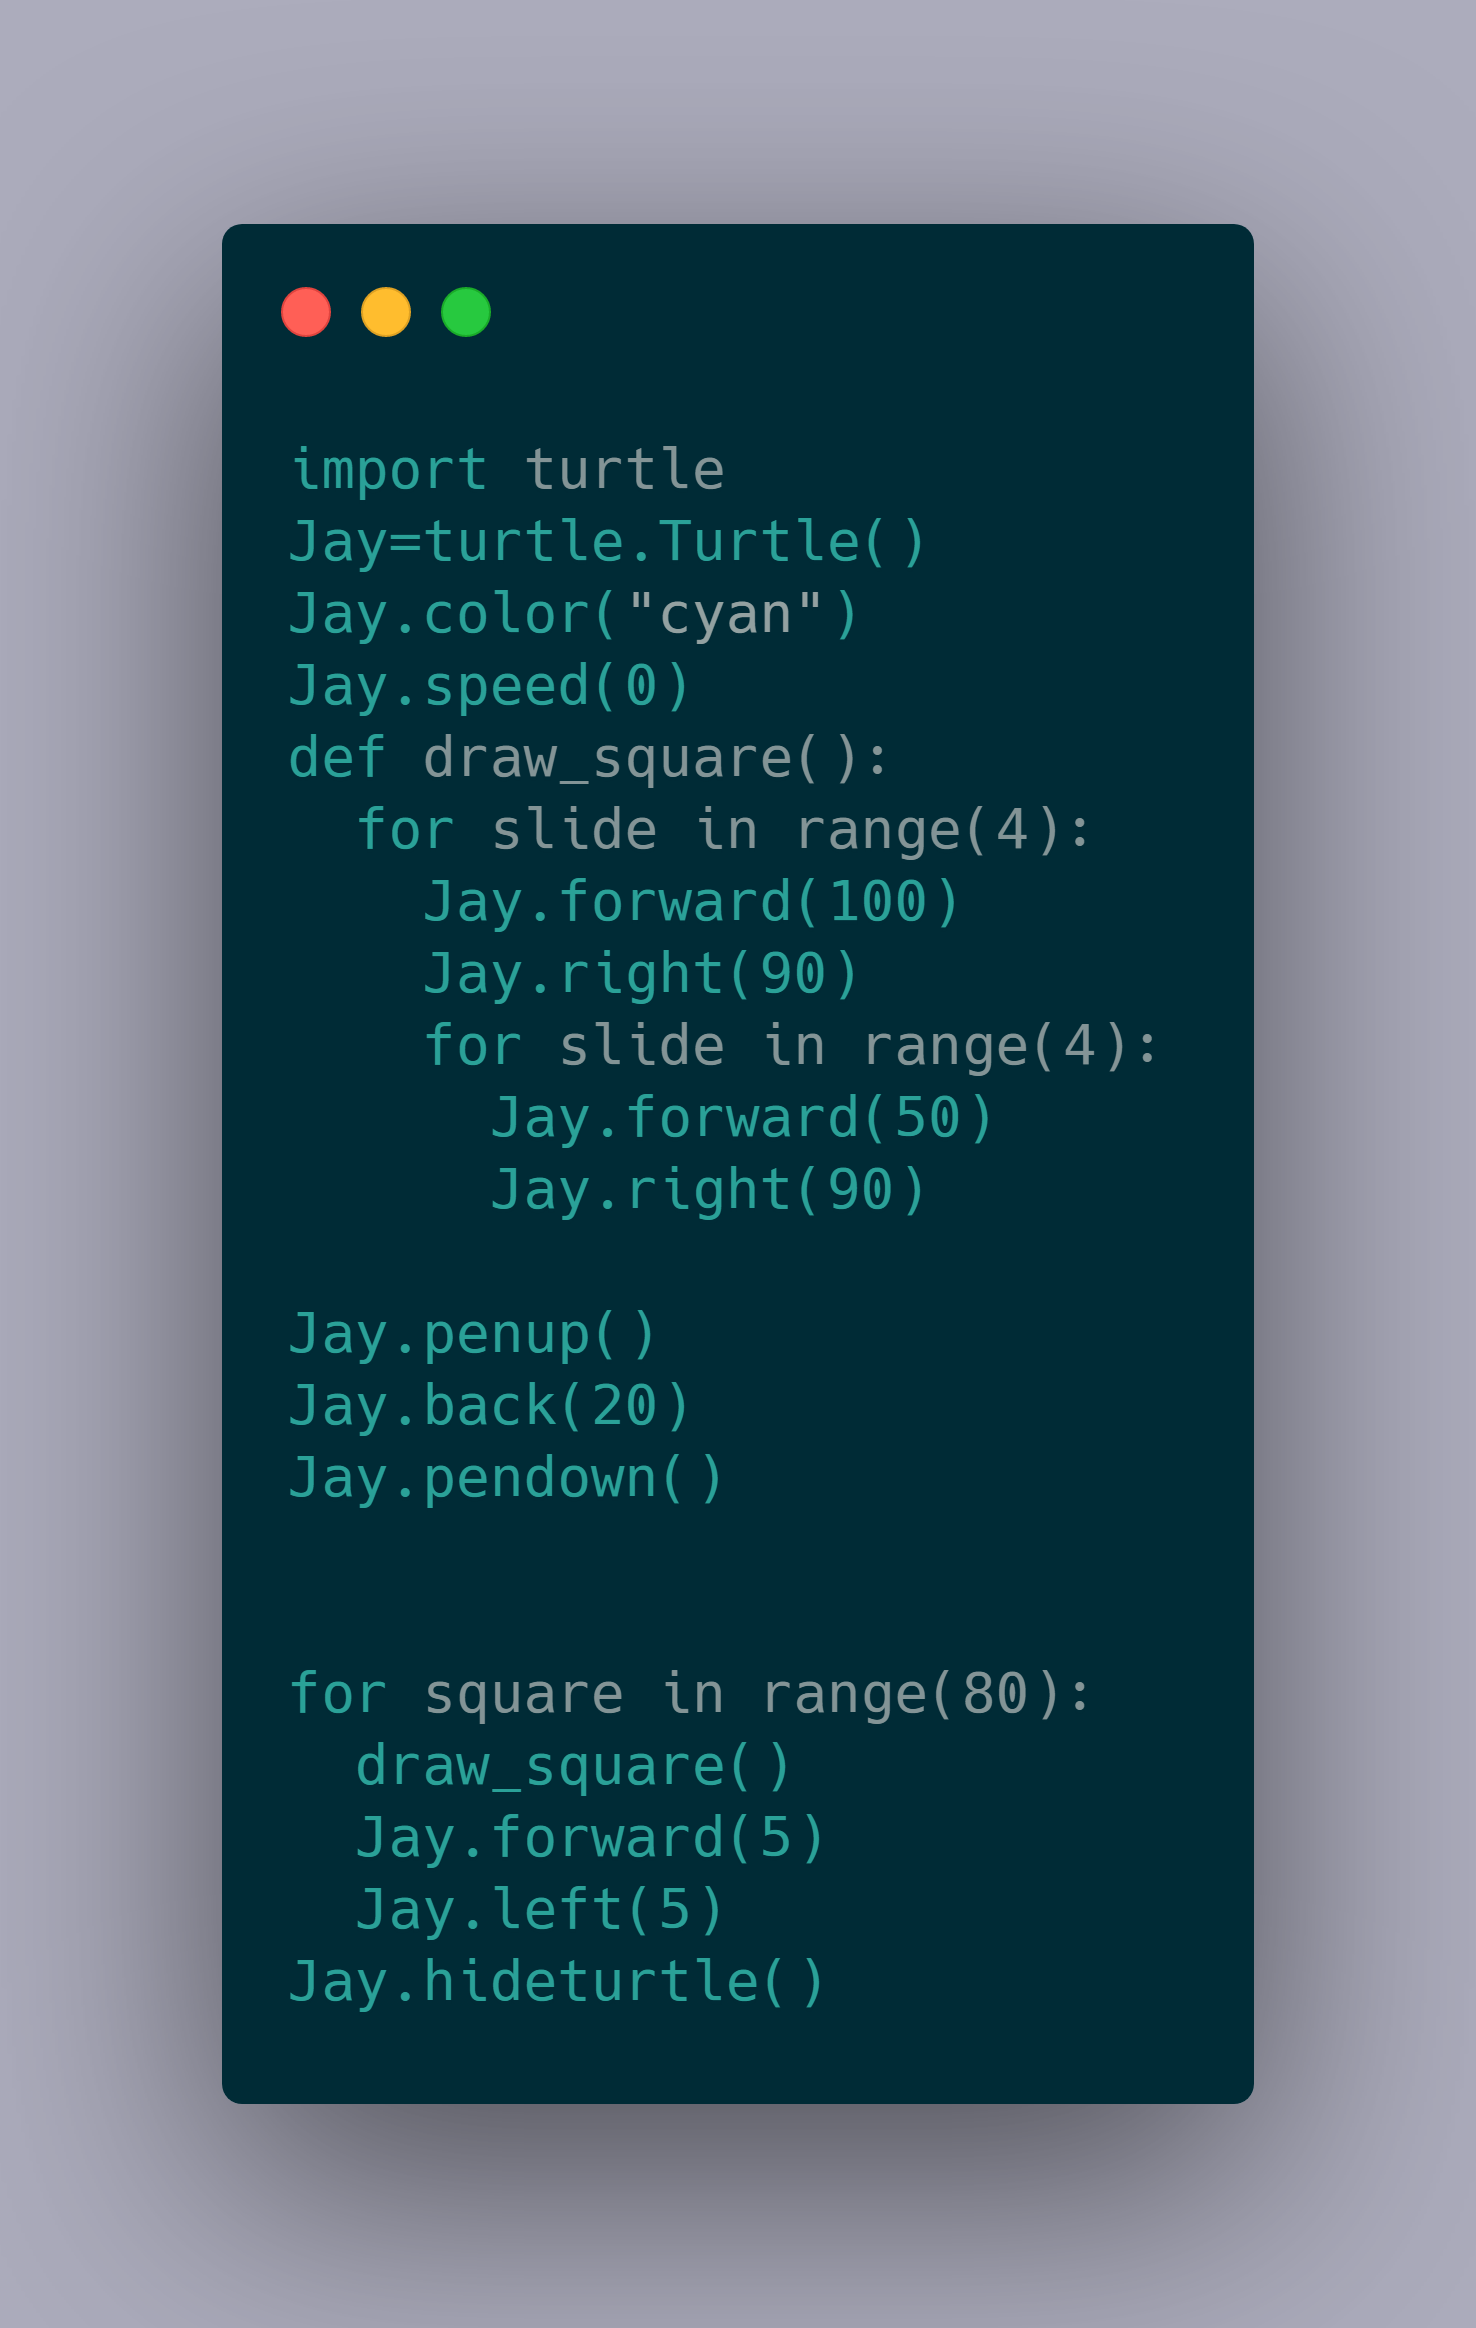 import turtle
Jay=turtle.Turtle()
Jay.color("cyan")
Jay.speed(0)
def draw_square():
  for slide in range(4):
    Jay.forward(100)
    Jay.right(90)
    for slide in range(4):
      Jay.forward(50)
      Jay.right(90)

Jay.penup()
Jay.back(20)
Jay.pendown()


for square in range(80):
  draw_square()
  Jay.forward(5)
  Jay.left(5)
Jay.hideturtle()